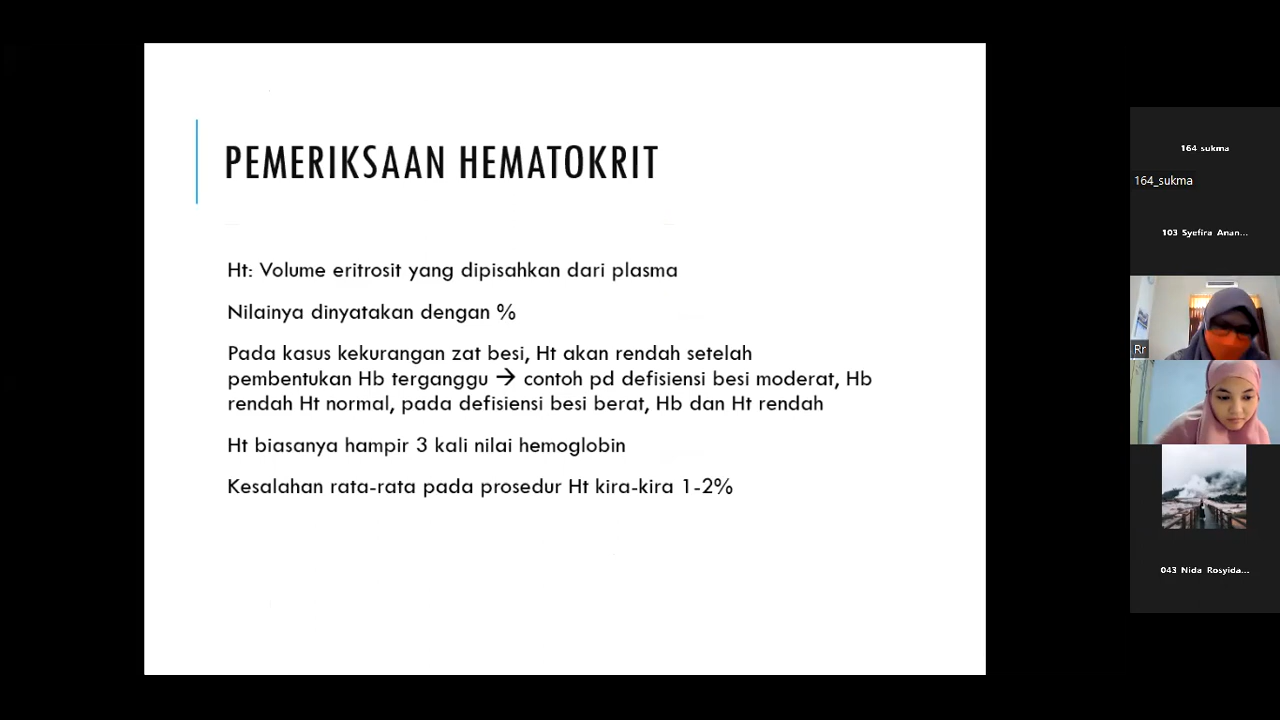 PEMERIKSAAN HEMATOKRIT
Ht: Volume eritrosit yang dipisahkan dari plasma
Nilainya dinyatakan dengan %
Pada kasus kekurangan zat besi, Ht akan rendah setelah
pembentukan Hb terganggu → contoh pd defisiensi besi moderat, Hb
rendah Ht normal, pada defisiensi besi berat, Hb dan Ht rendah
Ht biasanya hampir 3 kali nilai hemoglobin
Kesalahan rata-rata pada prosedur Ht kira-kira 1-2%
164 sukma
164_sukma
103 Syefira Anan...
Rr
043 Nida Rosyida...